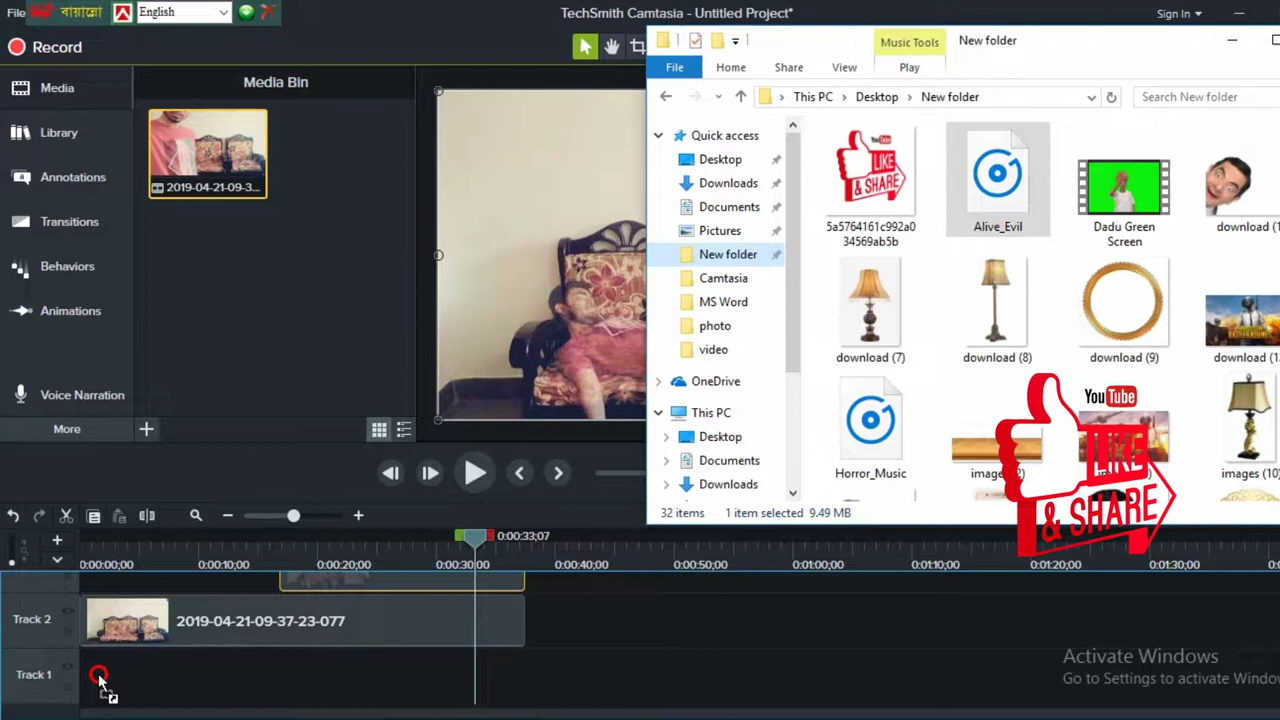 File
বায়ান্নো
English
TechSmith Camtasia - Untitled Project*
Sign In
Record
Media
Library
Annotations
Transitions
Behaviors
Animations
Voice Narration
More
Media Bin
2019-04-21-09-3...
Music Tools
New folder
File
Home
Share
View
Play
This PC
Desktop
New folder
Search New folder
Quick access
Desktop
Downloads
Documents
Pictures
New folder
Camtasia
MS Word
photo
video
OneDrive
This PC
Desktop
Documents
Downloads
YouTube
LIKE
& SHARE
5a5764161c992a0
34569ab5b
Alive_Evil
Dadu Green
Screen
download (1
download (7)
download (8)
download (9)
download (1
Horror_Music
images (10)
32 items
1 item selected 9.49 MB
YouTube
LIKE
& SHARE
0:00:33;07
0:00:00;00
0:00:10;00
0:00:20;00
0:00:30;00
0:00:40;00
0:00:50;00
0:01:00;00
0:01:10;00
0:01:20;00
0:01:30;00
Track 2
2019-04-21-09-37-23-077
Track 1
Activate Windows
Go to Settings to activate Windo